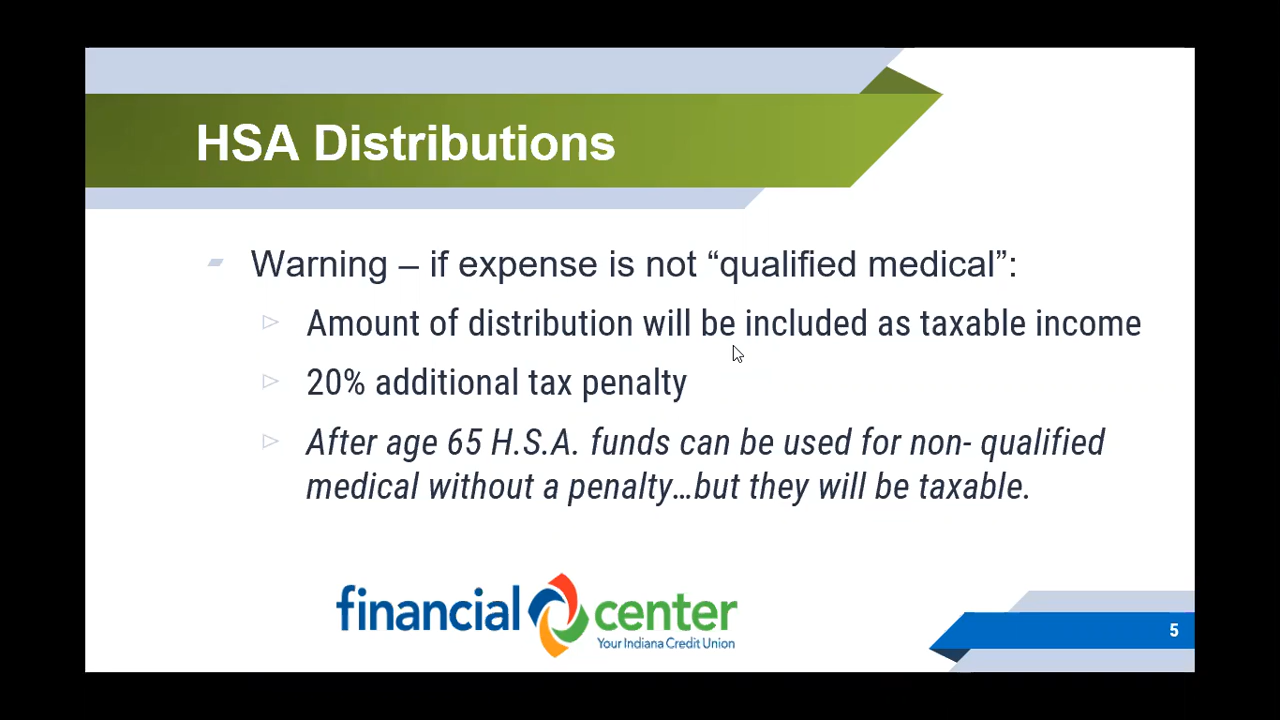 HSA Distributions
Warning – if expense is not “qualified medical”:
Amount of distribution will be included as taxable income
20% additional tax penalty
After age 65 H.S.A. funds can be used for non- qualified
medical without a penalty…but they will be taxable.
financial center
Your Indiana Credit Union
5